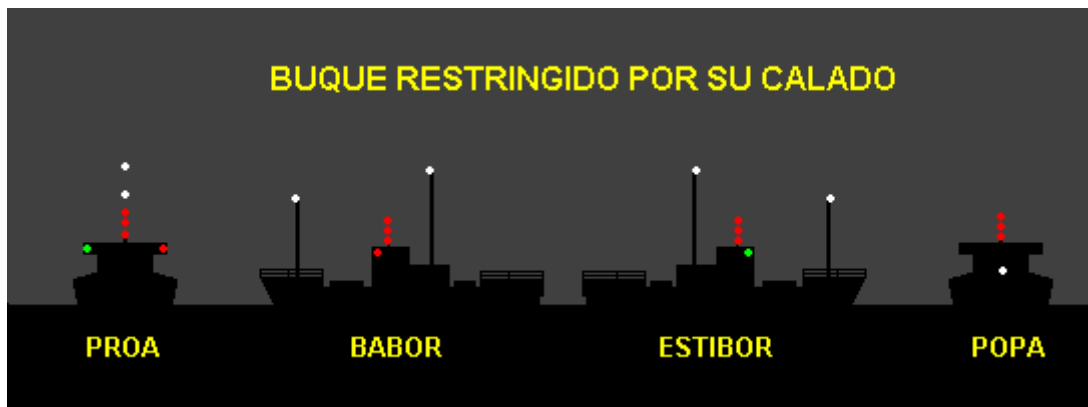 BUQUE RESTRINGIDO POR SU CALADO
PROA BABOR ESTIBOR POPA